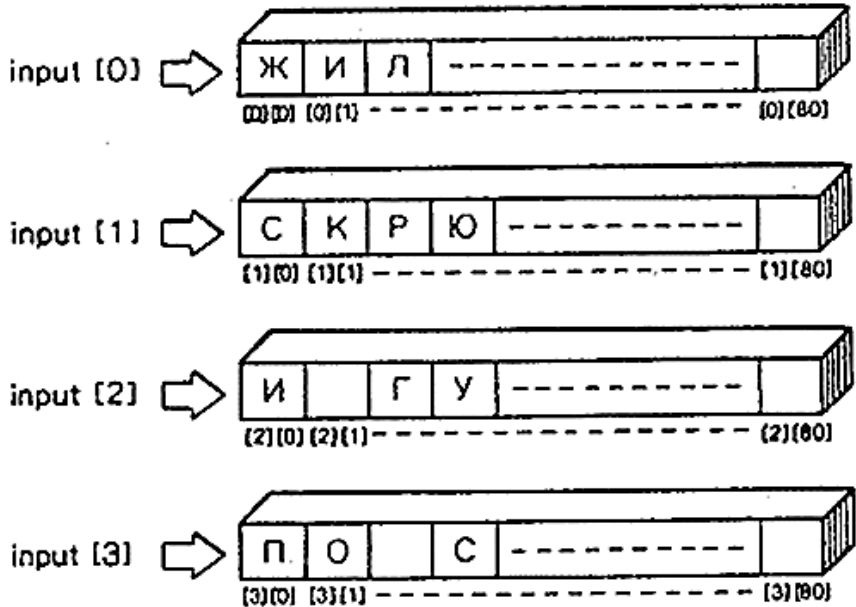 input [0] Ж И Л
[0][0] [0][1] [0][80]
input [1] С К Р Ю
[1][0] [1][1] [1][80]
input [2] И Г У
[2][0] [2][1] [2][80]
input [3] П О С
[3][0] [3][1] [3][80]